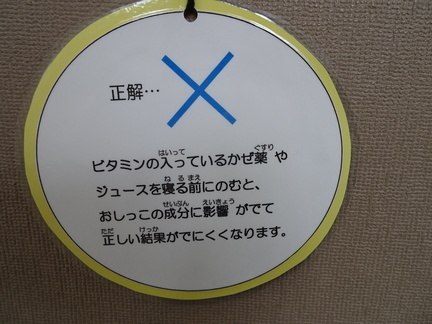 正解…
ビタミンの入っているかぜ薬 や
ジュースを寝る前にのむと、
おしっこの成分に影響 がでて
正しい結果がでにくくなります。